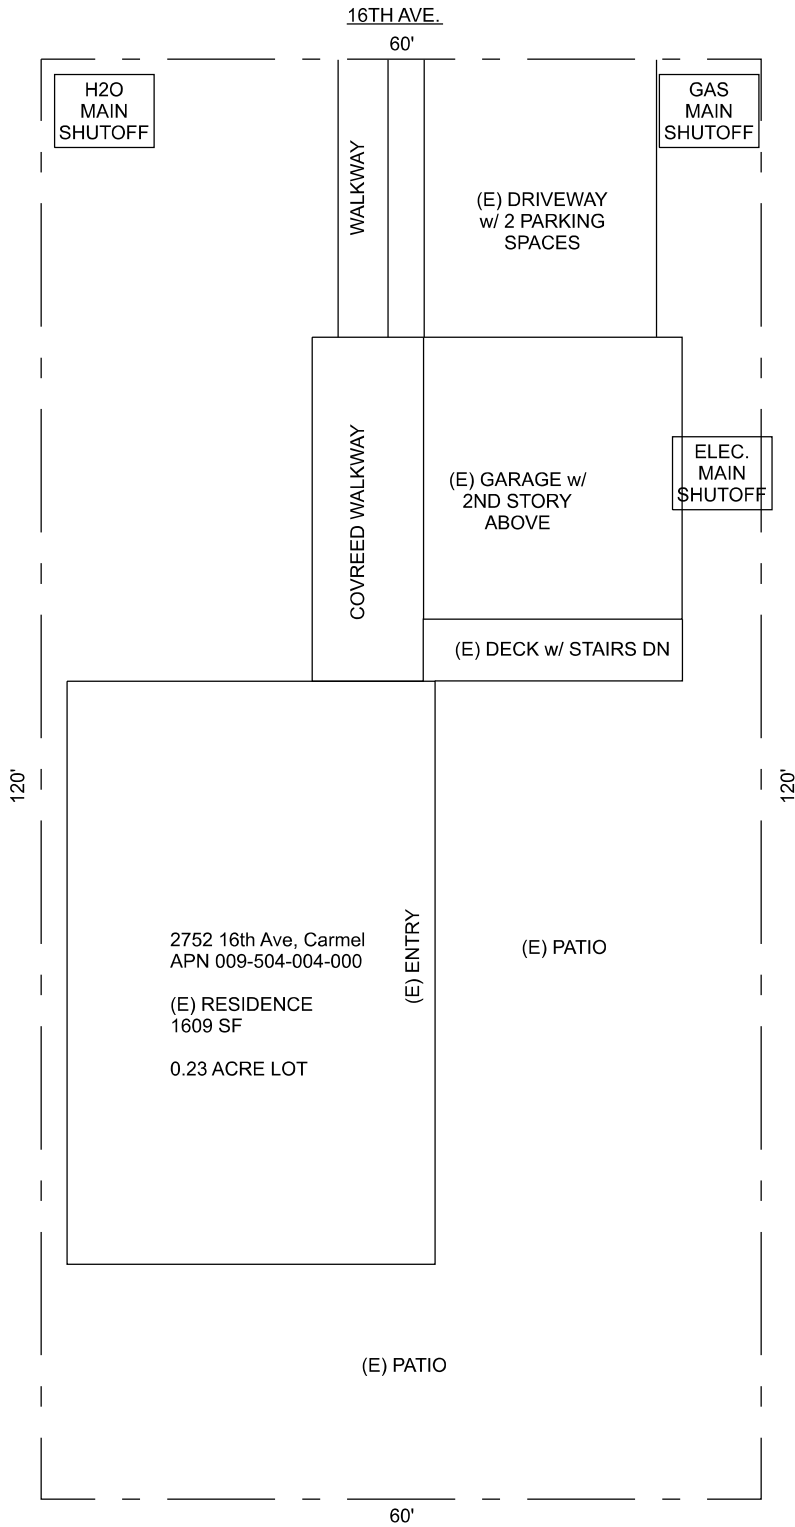 16TH AVE.
60'
H2O
MAIN
SHUTOFF
GAS
MAIN
SHUTOFF
WALKWAY
(E) DRIVEWAY
w/ 2 PARKING
SPACES
COVREED WALKWAY
(E) GARAGE w/
2ND STORY
ABOVE
ELEC.
MAIN
SHUTOFF
(E) DECK w/ STAIRS DN
120'
120'
2752 16th Ave, Carmel
APN 009-504-004-000
(E) RESIDENCE
1609 SF
0.23 ACRE LOT
(E) ENTRY
(E) PATIO
(E) PATIO
60'